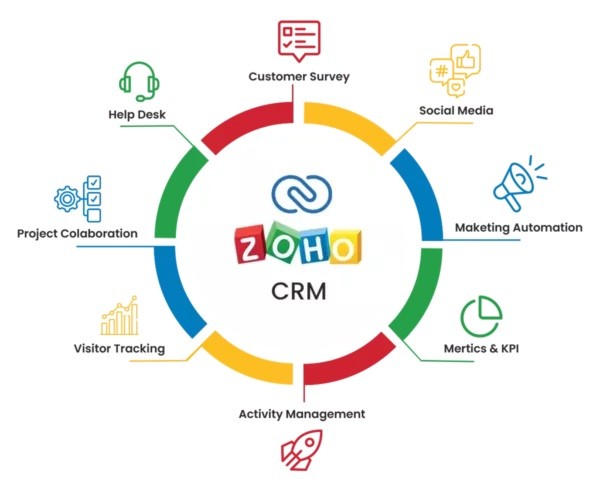 Customer Survey
Social Media
Help Desk
Maketing Automation
Project Colaboration
ZOHO
CRM
Visitor Tracking
Mertics & KPI
Activity Management